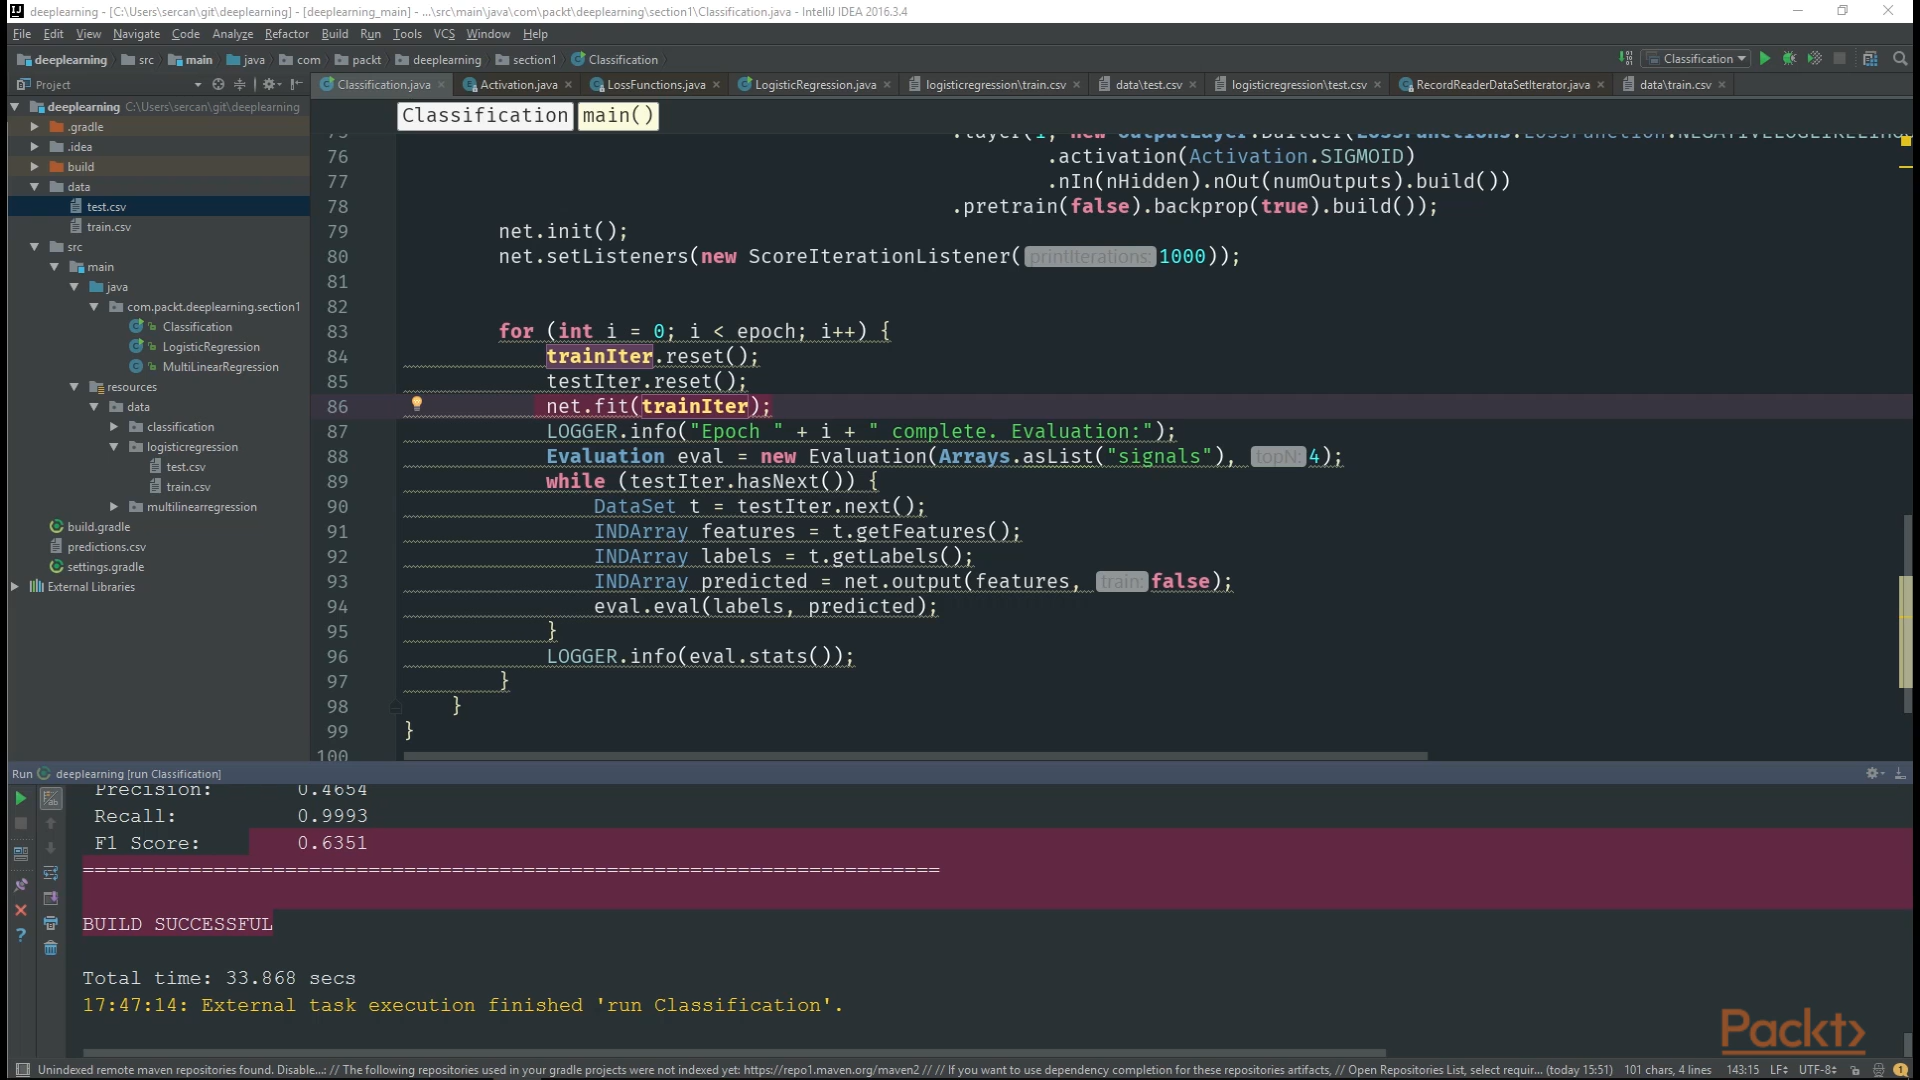 deeplearning - [C:\Users\sercan\git\deeplearning] - [deeplearning_main] - ...\src\main\java\com\packt\deeplearning\section1\Classification.java - IntelliJ IDEA 2016.3.4
File Edit View Navigate Code Analyze Refactor Build Run Tools VCS Window Help
deeplearning src main java com packt deeplearning section1 Classification Classification
Project Classification.java Activation.java LossFunctions.java LogisticRegression.java logisticregression\train.csv data\test.csv logisticregression\test.csv RecordReaderDataSetIterator.java data\train.csv
deeplearning C:\Users\sercan\git\deeplearning
.gradle
.idea
build
data
test.csv
train.csv
src
main
java
com.packt.deeplearning.section1
Classification
LogisticRegression
MultiLinearRegression
resources
data
classification
logisticregression
test.csv
train.csv
multilinearregression
build.gradle
predictions.csv
settings.gradle
External Libraries
Classification main()
75 .layer(1, new OutputLayer.Builder(LossFunctions.LossFunction.NEGATIVELOGLIKELIHOO
76 .activation(Activation.SIGMOID)
77 .nIn(nHidden).nOut(numOutputs).build())
78 .pretrain(false).backprop(true).build());
79 net.init();
80 net.setListeners(new ScoreIterationListener( printIterations: 1000));
81
82
83 for (int i = 0; i < epoch; i++) {
84 trainIter.reset();
85 testIter.reset();
86 net.fit(trainIter);
87 LOGGER.info("Epoch " + i + " complete. Evaluation:");
88 Evaluation eval = new Evaluation(Arrays.asList("signals"), topN: 4);
89 while (testIter.hasNext()) {
90 DataSet t = testIter.next();
91 INDArray features = t.getFeatures();
92 INDArray labels = t.getLabels();
93 INDArray predicted = net.output(features, train: false);
94 eval.eval(labels, predicted);
95 }
96 LOGGER.info(eval.stats());
97 }
98 }
99 }
100
Run deeplearning [run Classification]
Precision: 0.4654
Recall: 0.9993
F1 Score: 0.6351
========================================================================
BUILD SUCCESSFUL
Total time: 33.868 secs
17:47:14: External task execution finished 'run Classification'.
Packt>
Unindexed remote maven repositories found. Disable...: // The following repositories used in your gradle projects were not indexed yet: https://repo1.maven.org/maven2 // // If you want to use dependency completion for these repositories artifacts, // Open Repositories List, select requir... (today 15:51) 101 chars, 4 lines 143:15 LF÷ UTF-8÷ 1